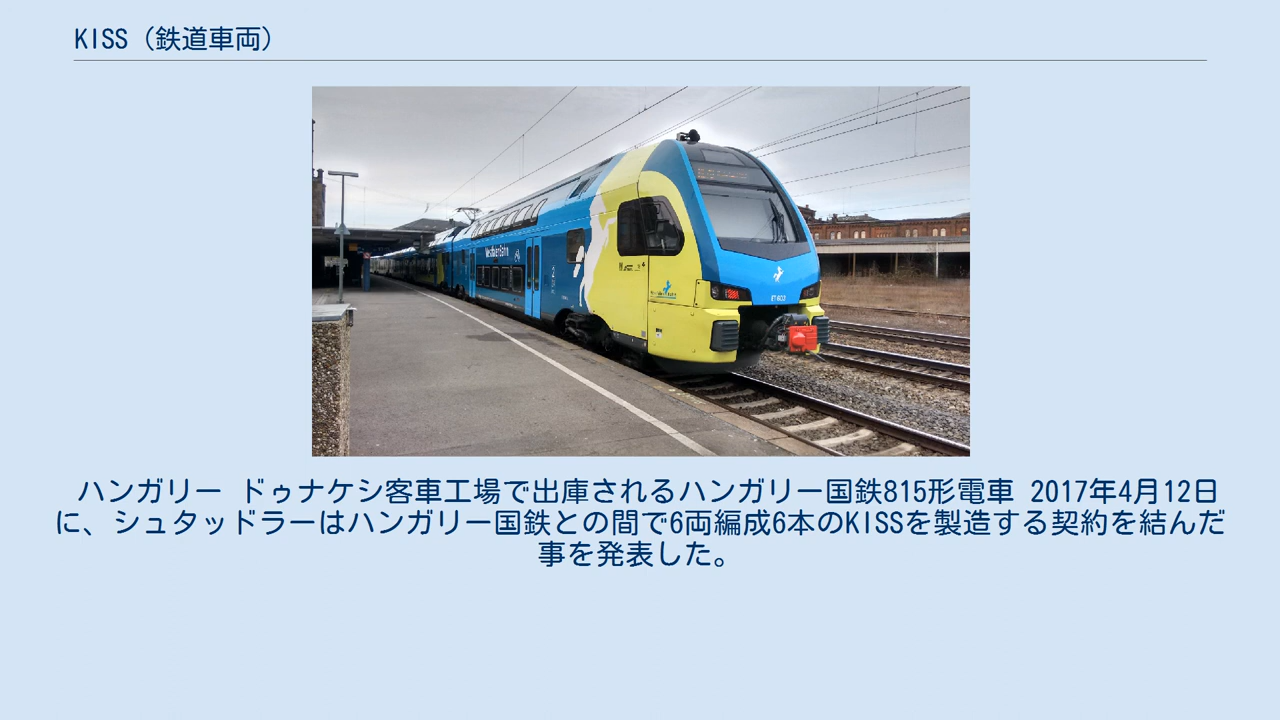 KISS（鉄道車両）
WestfalenBahn
ET 603
ハンガリー ドゥナケシ客車工場で出庫されるハンガリー国鉄815形電車 2017年4月12日
に、シュタッドラーはハンガリー国鉄との間で6両編成6本のKISSを製造する契約を結んだ
事を発表した。